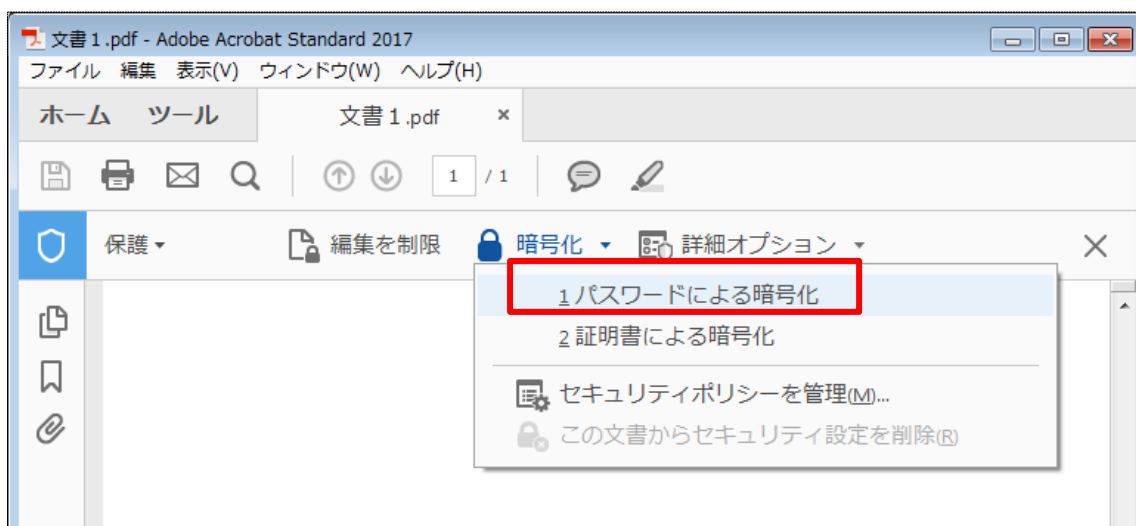 文書１.pdf - Adobe Acrobat Standard 2017
ファイル 編集 表示(V) ウィンドウ(W) ヘルプ(H)
ホーム ツール 文書１.pdf ×
1 / 1
保護 編集を制限 暗号化 詳細オプション
1 パスワードによる暗号化
2 証明書による暗号化
セキュリティポリシーを管理(M)...
この文書からセキュリティ設定を削除(R)